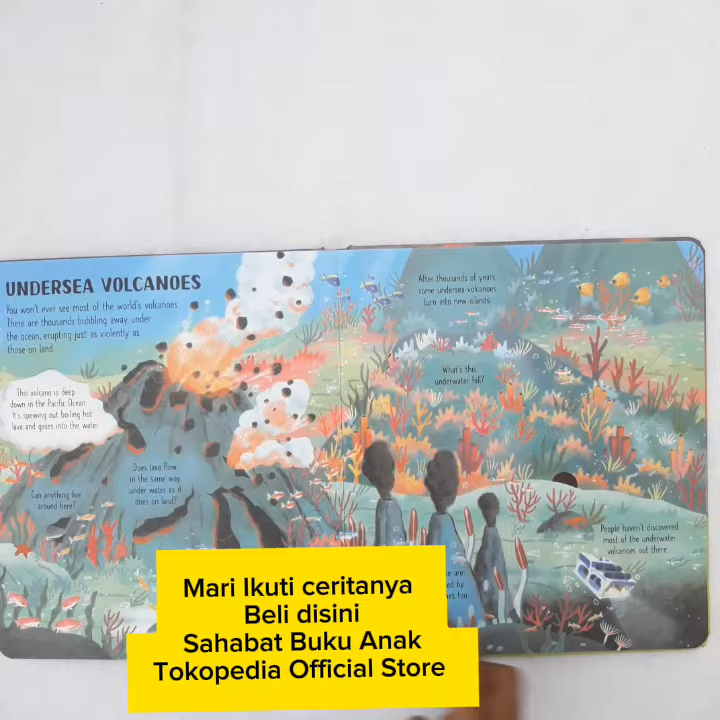 UNDERSEA VOLCANOES
You won't ever see most of the world's volcanoes
There are thousands bubbling away under
the ocean, erupting just as violently as
those on land
This volcano is deep
down in the Pacific Ocean.
It's spewing out boiling hot
lava and gases into the water.
Can anything live
around here?
Does lava flow
in the same way
under water as it
does on land?
After thousands of years,
some undersea volcanoes
turn into new islands.
What's this
underwater hill?
People haven't discovered
most of the underwater
volcanoes out there...
are
ed by
es too
Mari Ikuti ceritanya
Beli disini
Sahabat Buku Anak
Tokopedia Official Store